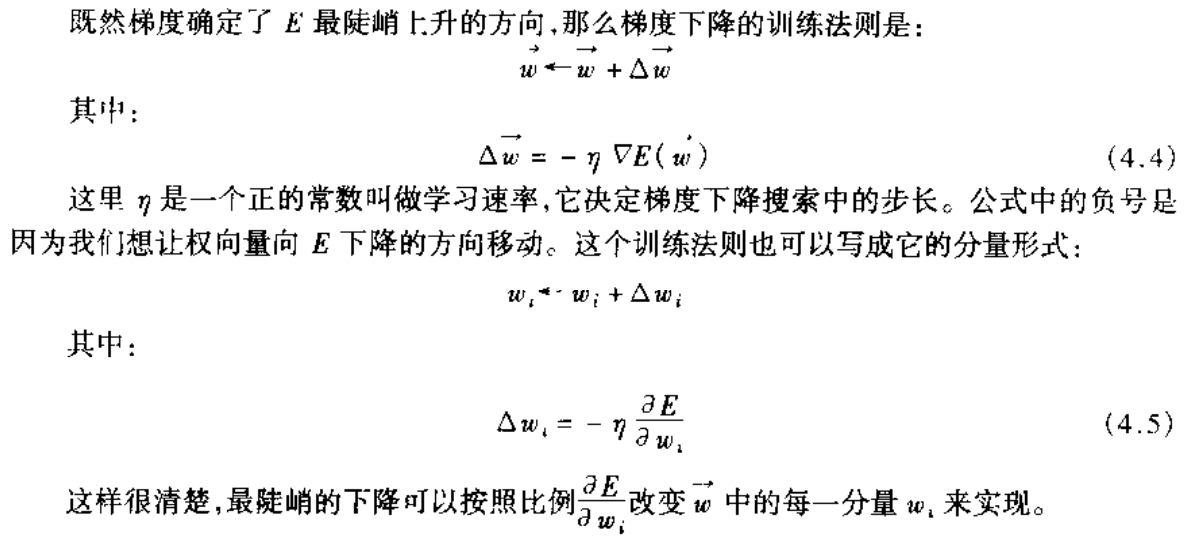 既然梯度确定了 E 最陡峭上升的方向,那么梯度下降的训练法则是:
$\vec{w} \leftarrow \vec{w} + \Delta \vec{w}$
其中:
$\Delta \vec{w} = -\eta \nabla E(\vec{w})$ (4.4)
这里 η 是一个正的常数叫做学习速率,它决定梯度下降搜索中的步长。公式中的负号是
因为我们想让权向量向 E 下降的方向移动。这个训练法则也可以写成它的分量形式:
$w_i \leftarrow w_i + \Delta w_i$
其中:
$\Delta w_i = -\eta \frac{\partial E}{\partial w_i}$ (4.5)
这样很清楚,最陡峭的下降可以按照比例$\frac{\partial E}{\partial w_i}$改变 $\vec{w}$ 中的每一分量 $w_i$ 来实现。